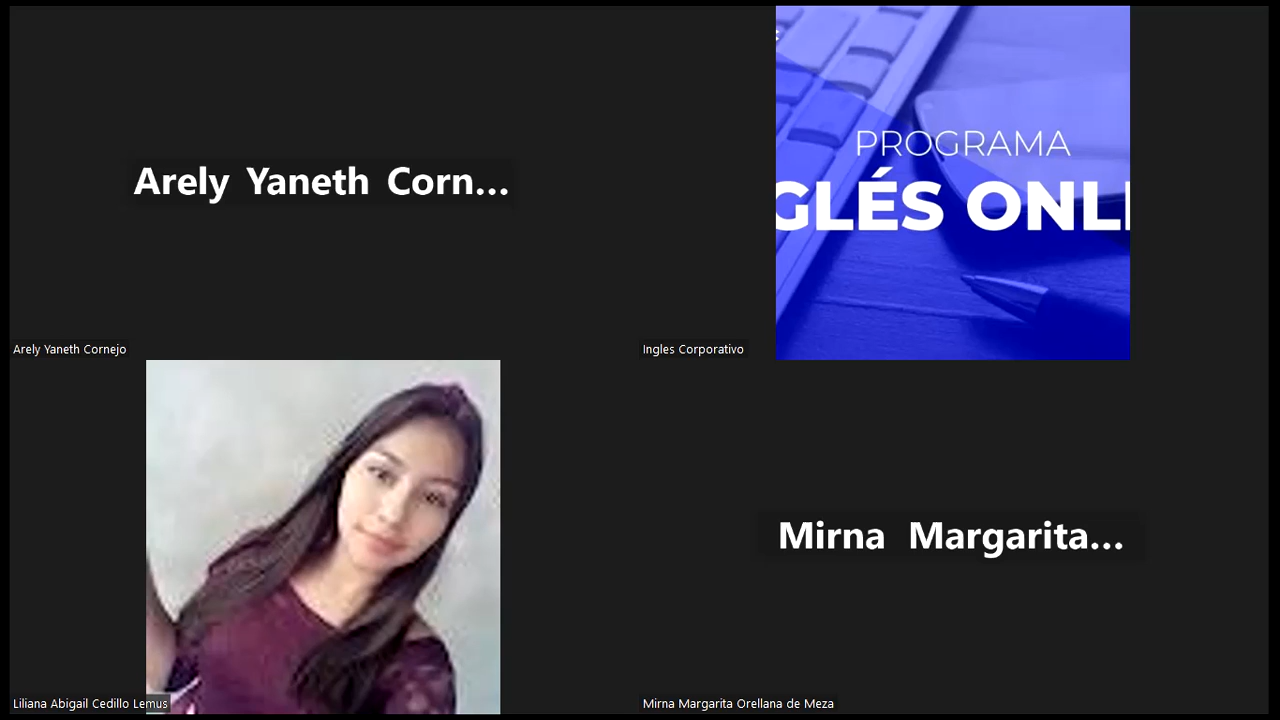 Arely Yaneth Corn...
PROGRAMA
GLÉS ONLI
Arely Yaneth Cornejo
Ingles Corporativo
Mirna Margarita...
Liliana Abigail Cedillo Lemus
Mirna Margarita Orellana de Meza